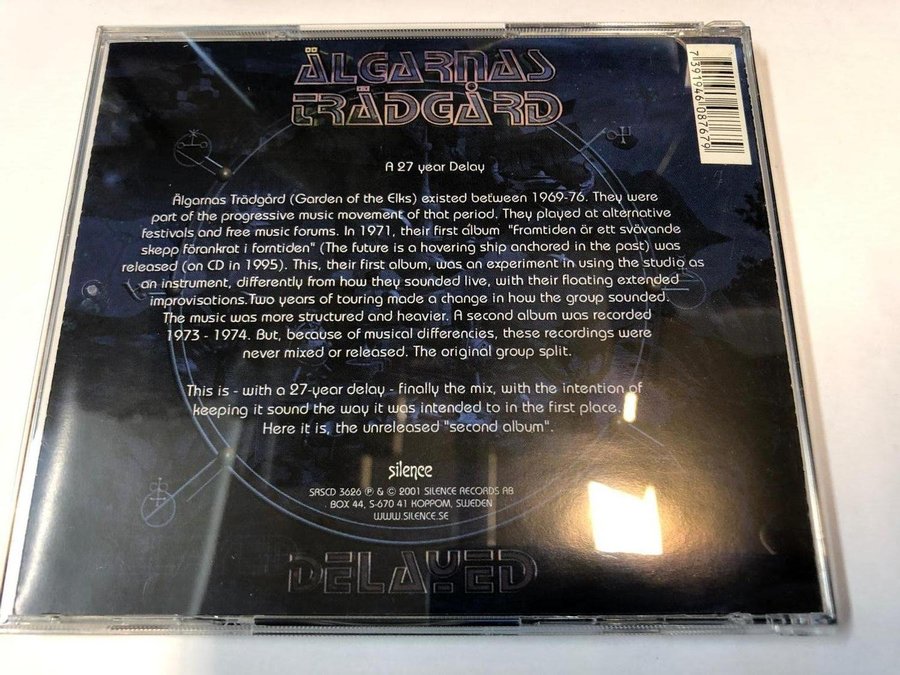 ÄLGARNAS
TRÄDGÅRD
7391946087679
A 27 year Delay
Älgarnas Trädgård (Garden of the Elks) existed between 1969-76. They were
part of the progressive music movement of that period. They played at alternative
festivals and free music forums. In 1971, their first album "framtiden är ett svävande
skepp förankrat i forntiden" (The future is a hovering ship anchored in the past) was
released (on CD in 1995). This, their first album, was an experiment in using the studio as
an instrument, differently from how they sounded live, with their floating extended
improvisations.Two years of touring made a change in how the group sounded.
The music was more structured and heavier. A second album was recorded
1973 - 1974. But, because of musical differencies, these recordings were
never mixed or released. The original group split.
This is - with a 27-year delay - finally the mix, with the intention of
keeping it sound the way it was intended to in the first place.
Here it is, the unreleased "second album".
silence
SRSCD 3626 ℗ & © 2001 SILENCE RECORDS AB
BOX 44, S-670 41 KOPPOM, SWEDEN
WWW.SILENCE.SE
DELAYED